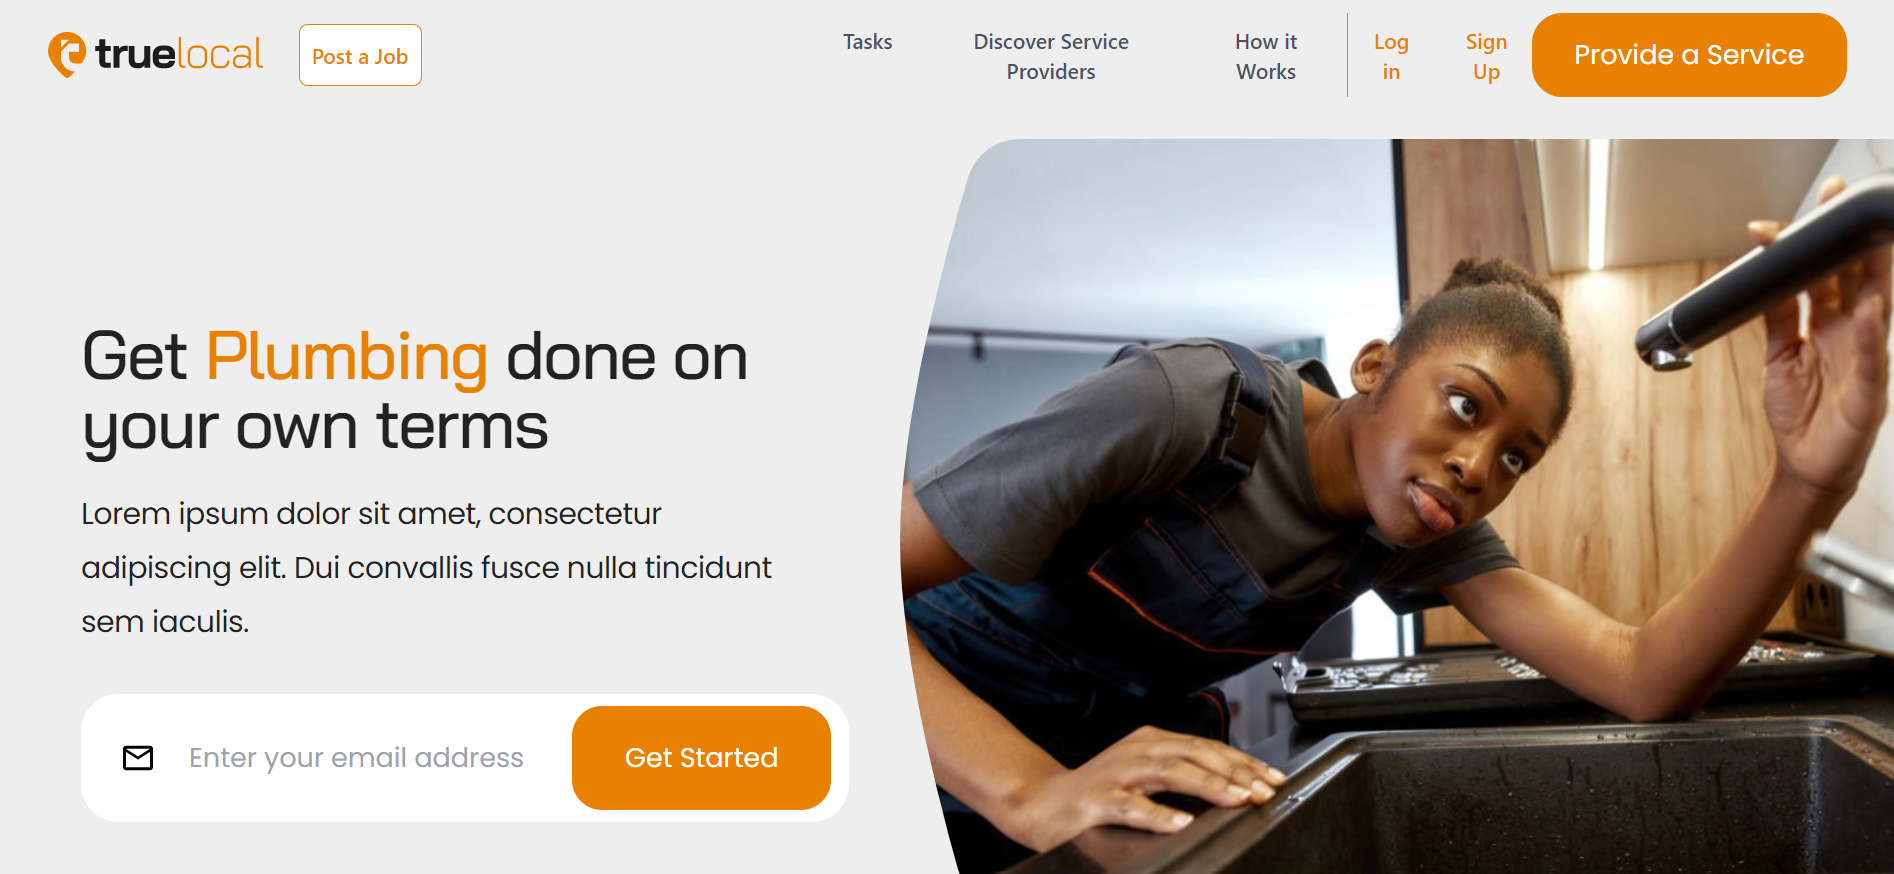 truelocal
Post a Job
Tasks
Discover Service
Providers
How it
Works
Log
in
Sign
Up
Provide a Service
Get Plumbing done on
your own terms
Lorem ipsum dolor sit amet, consectetur
adipiscing elit. Dui convallis fusce nulla tincidunt
sem iaculis.
Enter your email address
Get Started